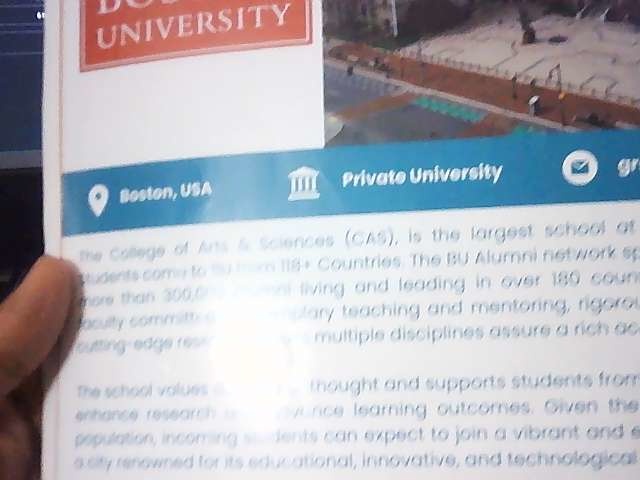 UNIVERSITY
Boston, USA
Private University
The College of Arts & Sciences (CAS), is the largest school at
students come to BU from 118+ Countries. The BU Alumni network
more than living and leading in over 180
faculty teaching and mentoring,
cutting-edge multiple disciplines assure a rich
The school values thought and supports students from
enhance research learning outcomes. Given the
population, incoming students can expect to join a vibrant and
a city renowned for its educational, innovative, and technological